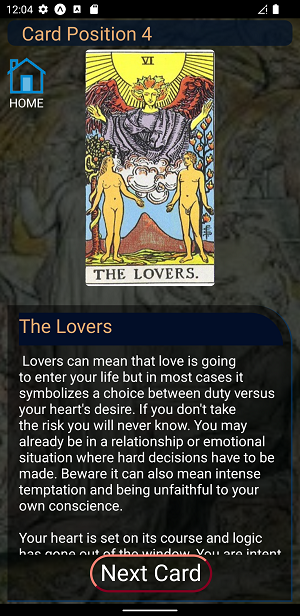 12:04
Card Position 4
HOME
VI
THE LOVERS.
The Lovers
Lovers can mean that love is going
to enter your life but in most cases it
symbolizes a choice between duty versus
your heart's desire. If you don't take
the risk you will never know. You may
already be in a relationship or emotional
situation where hard decisions have to be
made. Beware it can also mean intense
temptation and being unfaithful to your
own conscience.
Your heart is set on its course and logic
has gone out of the window. You are intent
Next Card